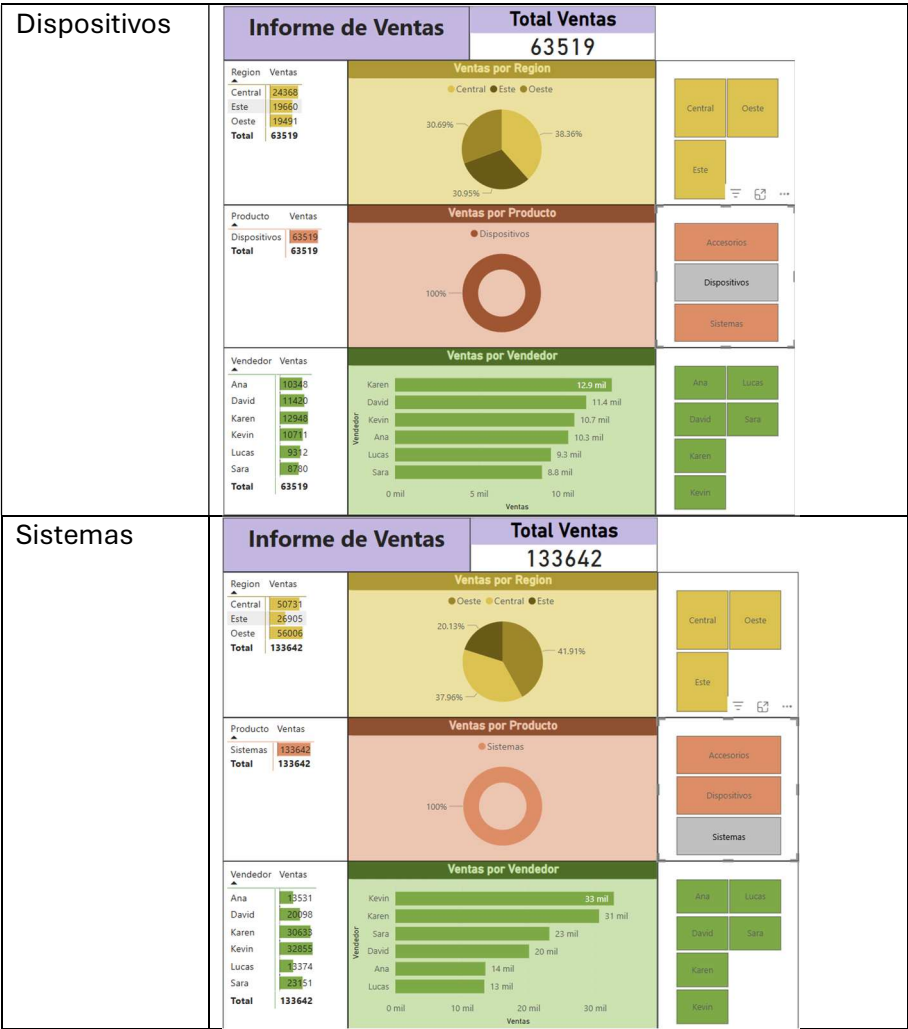 Dispositivos
Informe de Ventas
Total Ventas
63519
Region Ventas
Central 24368
Este 19660
Oeste 19491
Total 63519
Ventas por Region
Central Este Oeste
30.69%
38.36%
30.95%
Central Oeste
Este
Producto Ventas
Dispositivos 63519
Total 63519
Ventas por Producto
Dispositivos
100%
Accesorios
Dispositivos
Sistemas
Vendedor Ventas
Ana 10348
David 11420
Karen 12948
Kevin 10711
Lucas 9312
Sara 8780
Total 63519
Ventas por Vendedor
Vendedor
Karen 12.9 mil
David 11.4 mil
Kevin 10.7 mil
Ana 10.3 mil
Lucas 9.3 mil
Sara 8.8 mil
0 mil 5 mil 10 mil
Ventas
Ana Lucas
David Sara
Karen
Kevin
Sistemas
Informe de Ventas
Total Ventas
133642
Region Ventas
Central 50731
Este 26905
Oeste 56006
Total 133642
Ventas por Region
Oeste Central Este
20.13%
41.91%
37.96%
Central Oeste
Este
Producto Ventas
Sistemas 133642
Total 133642
Ventas por Producto
Sistemas
100%
Accesorios
Dispositivos
Sistemas
Vendedor Ventas
Ana 13531
David 20098
Karen 30633
Kevin 32855
Lucas 13374
Sara 23151
Total 133642
Ventas por Vendedor
Vendedor
Kevin 33 mil
Karen 31 mil
Sara 23 mil
David 20 mil
Ana 14 mil
Lucas 13 mil
0 mil 10 mil 20 mil 30 mil
Ventas
Ana Lucas
David Sara
Karen
Kevin